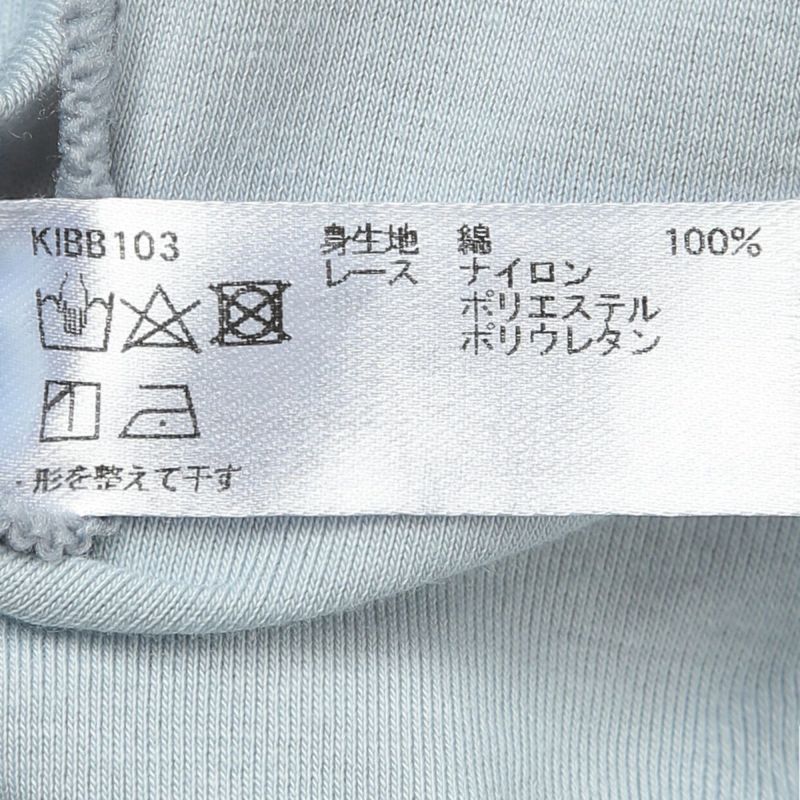 KIBB103
身生地 綿 100%
レース ナイロン
ポリエステル
ポリウレタン
・形を整えて干す